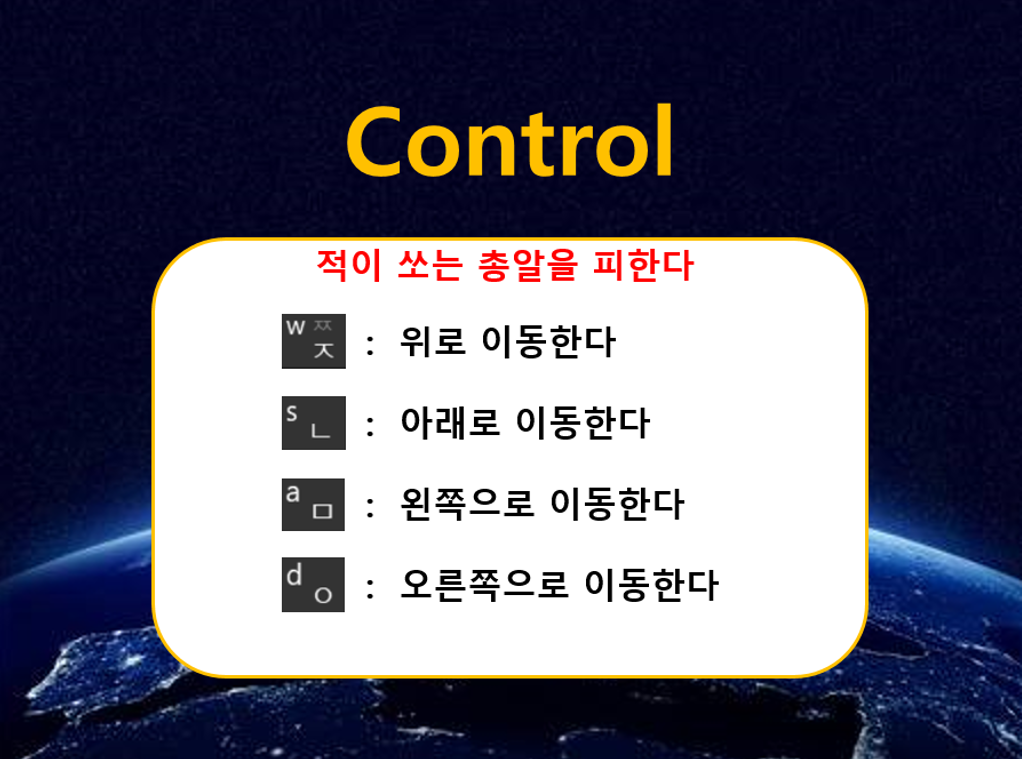 Control
적이 쏘는 총알을 피한다
w ㅉ ㅈ : 위로 이동한다
s ㄴ : 아래로 이동한다
a ㅁ : 왼쪽으로 이동한다
d ㅇ : 오른쪽으로 이동한다